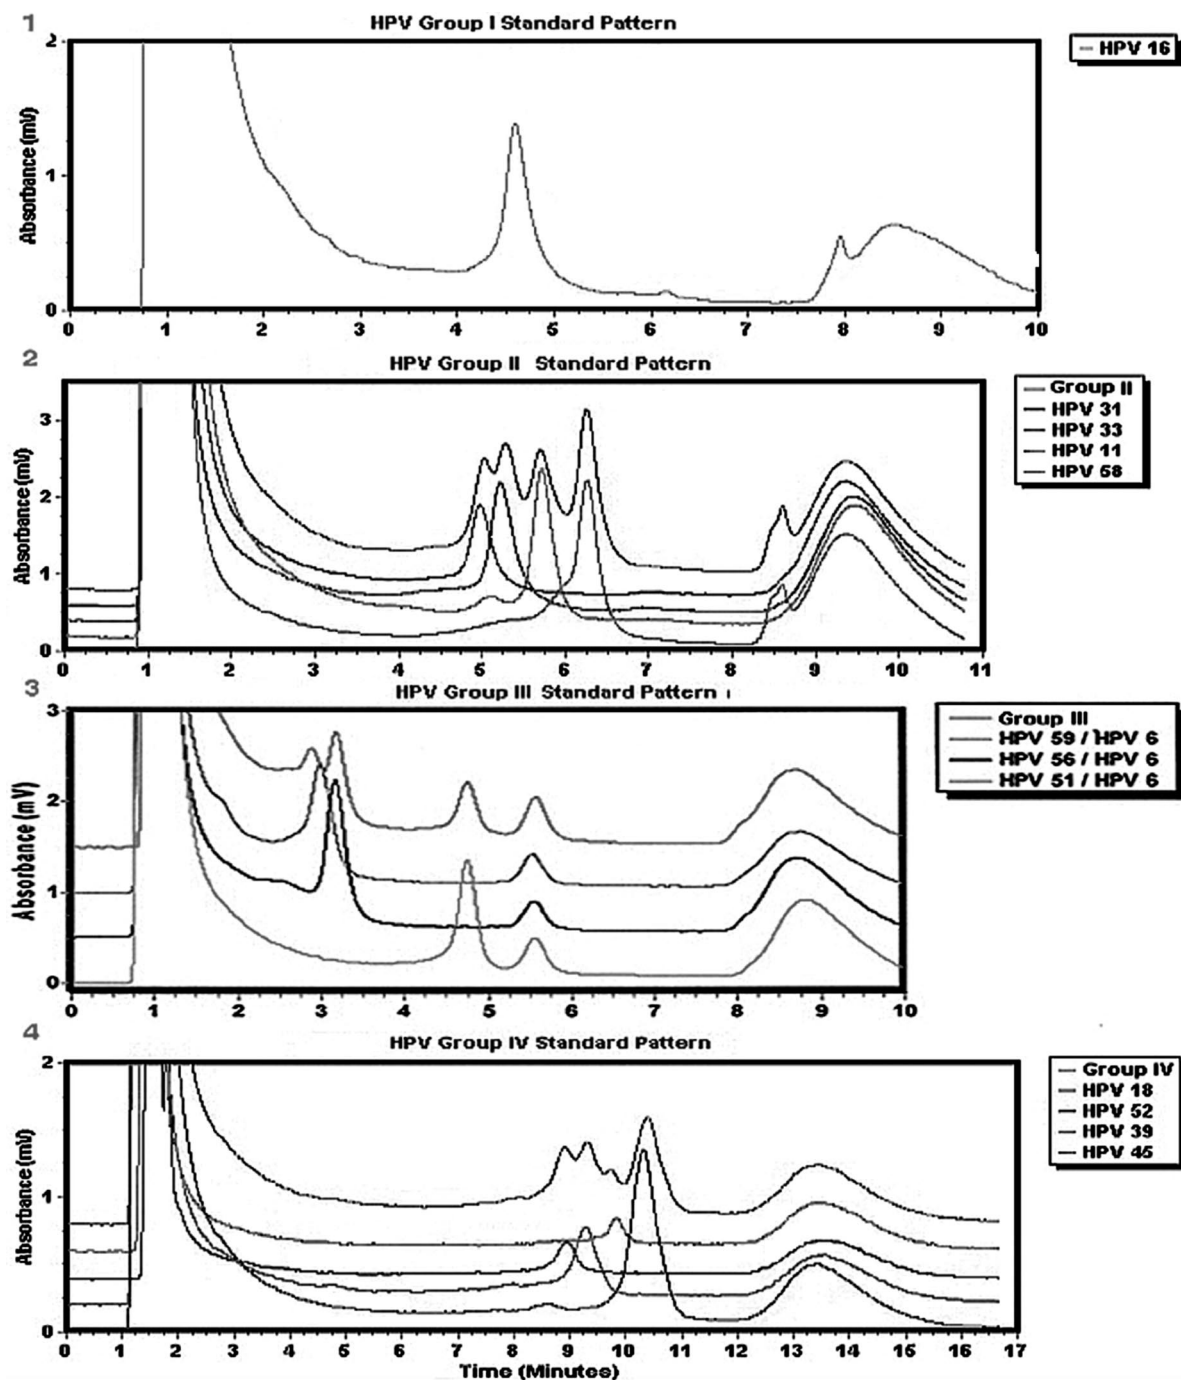 1
HPV Group I Standard Pattern
HPV 16
Absorbance (mV)
2
1
0
0 1 2 3 4 5 6 7 8 9 10
2
HPV Group II Standard Pattern
Group II
HPV 31
HPV 33
HPV 11
HPV 58
Absorbance (mV)
3
2
1
0
0 1 2 3 4 5 6 7 8 9 10 11
3
HPV Group III Standard Pattern
Group III
HPV 59 / HPV 6
HPV 56 / HPV 6
HPV 51 / HPV 6
Absorbance (mV)
3
2
1
0
0 1 2 3 4 5 6 7 8 9 10
4
HPV Group IV Standard Pattern
Group IV
HPV 18
HPV 52
HPV 39
HPV 45
Absorbance (mV)
2
1
0
0 1 2 3 4 5 6 7 8 9 10 11 12 13 14 15 16 17
Time (Minutes)